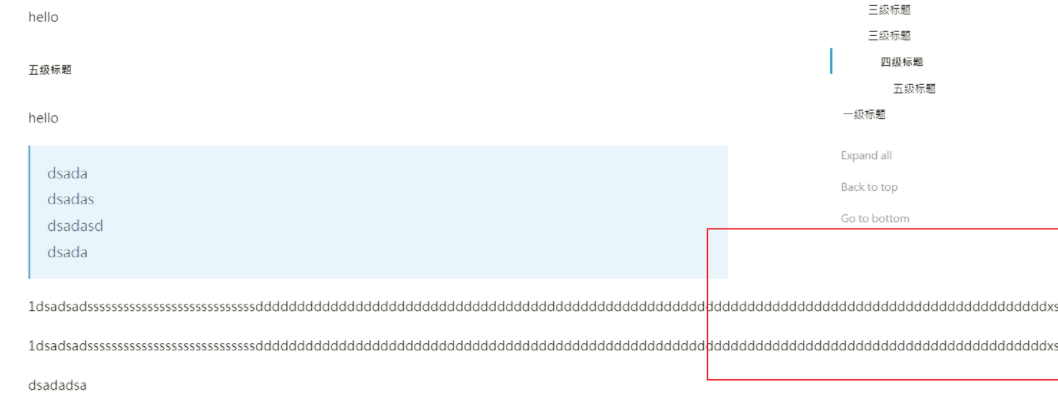 hello
五级标题
hello
dsada
dsadas
dsadasd
dsada
dsadadsa
三级标题
三级标题
四级标题
五级标题
一级标题
Expand all
Back to top
Go to bottom